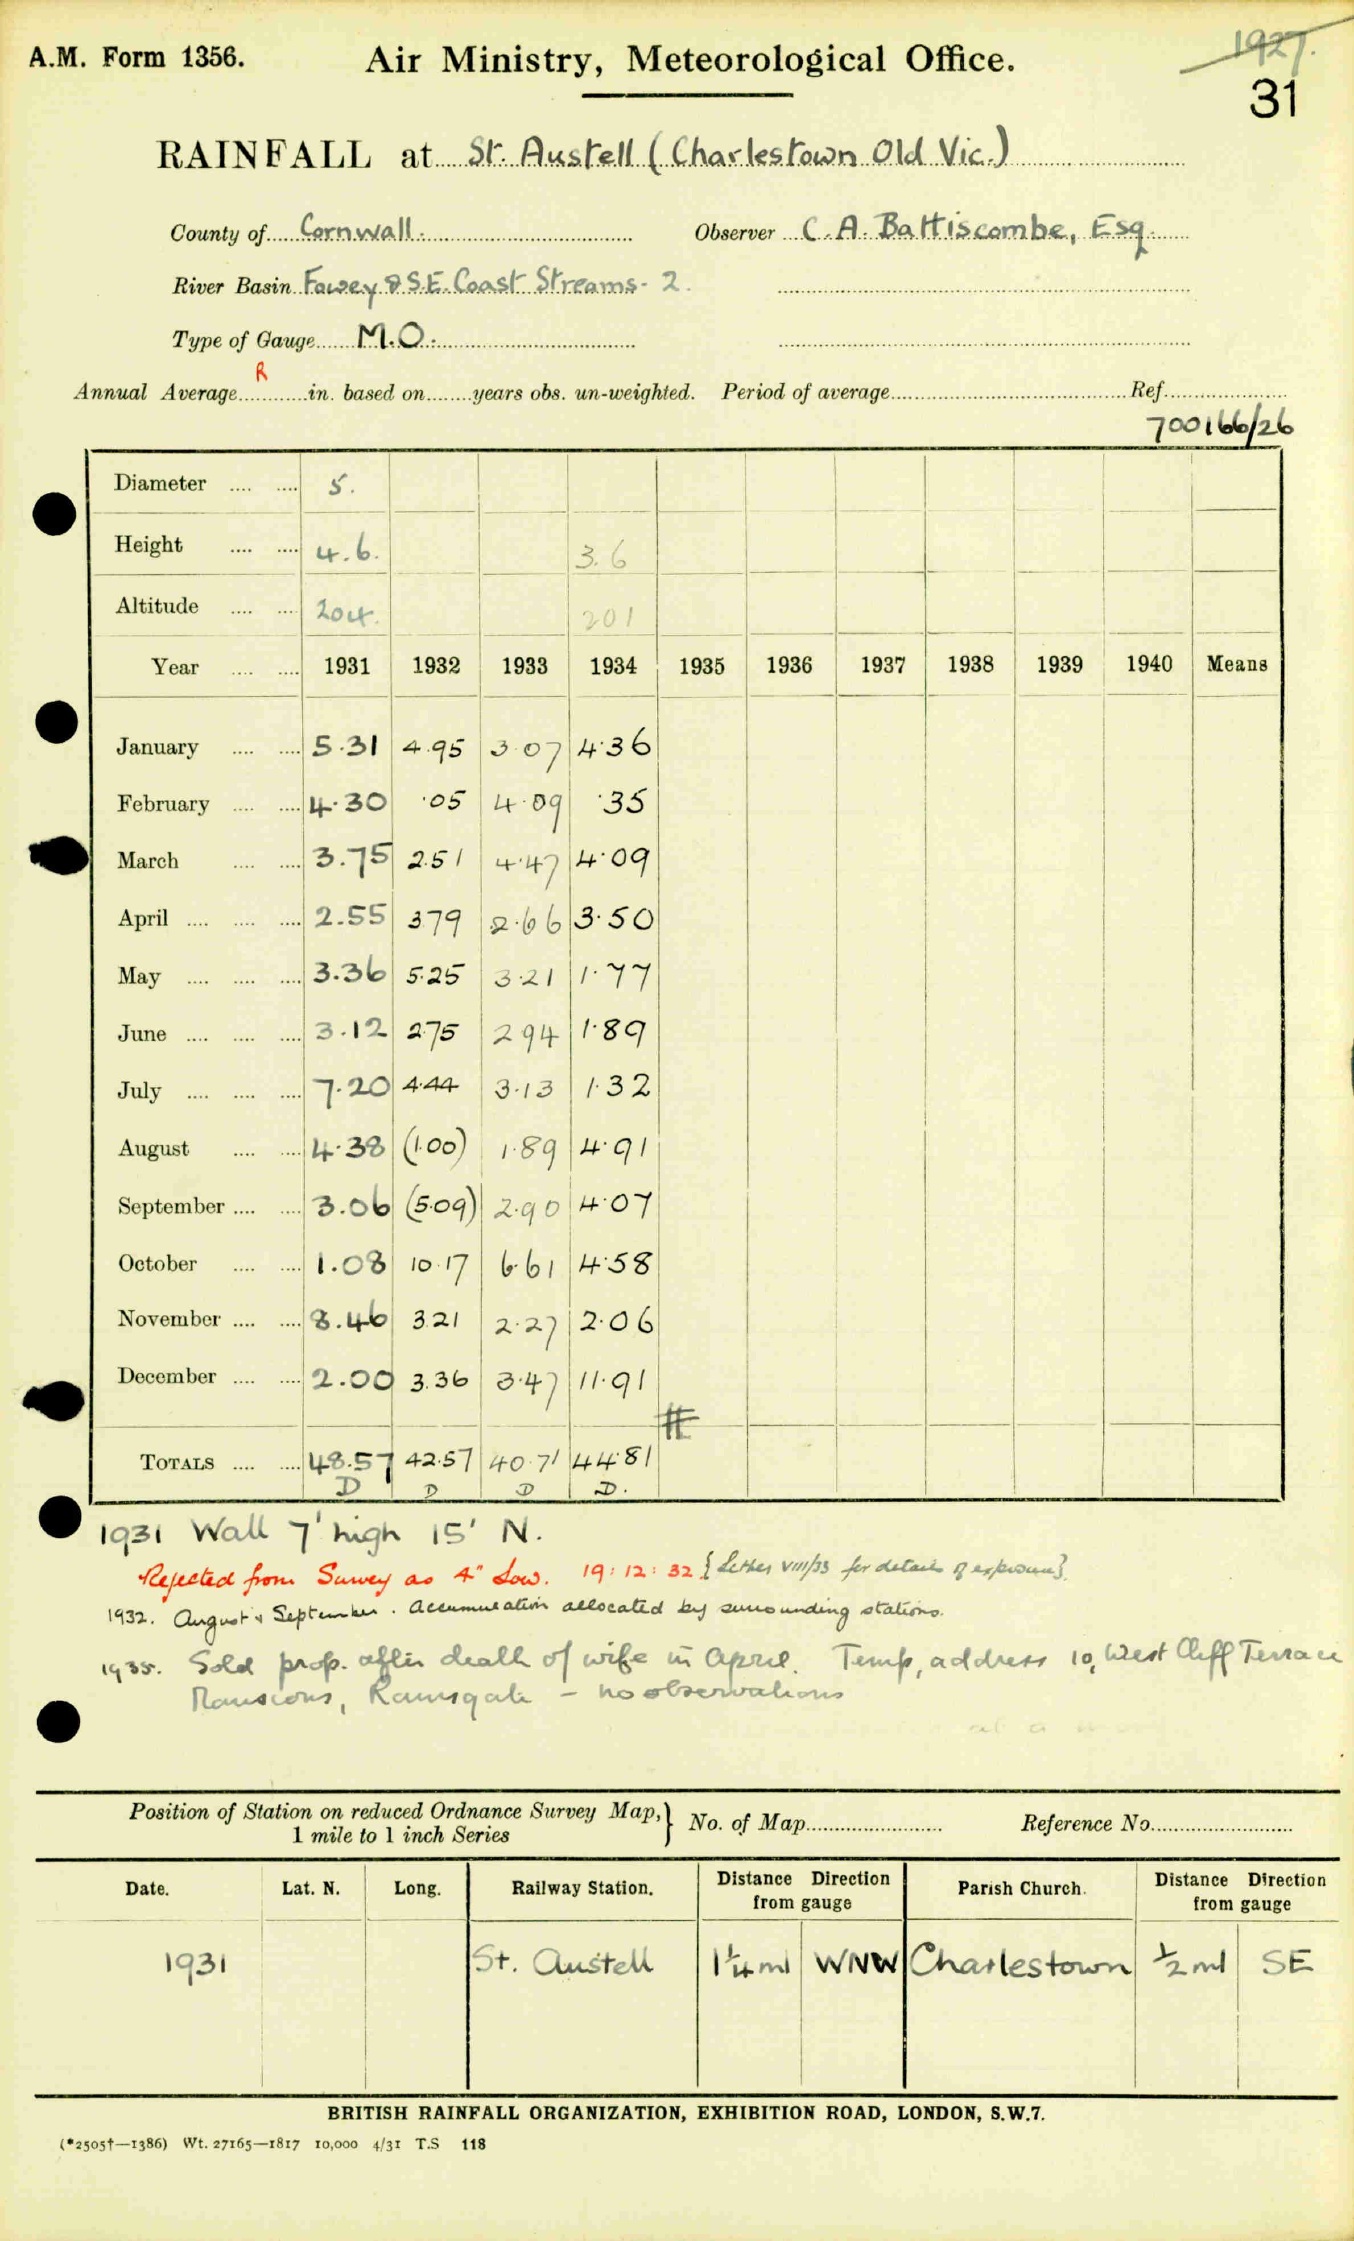 1927.
A.M. Form 1356. Air Ministry, Meteorological Office.
31
RAINFALL at St. Austell (Charlestown Old Vic.)
County of Cornwall. Observer C. A. Battiscombe, Esq.
River Basin Fowey & S.E. Coast Streams - 2.
Type of Gauge M.O.
R
Annual Average in. based on years obs. un-weighted. Period of average Ref.
700166/26
Diameter 5.
Height 4.6. 3.6
Altitude 204. 201
Year 1931 1932 1933 1934 1935 1936 1937 1938 1939 1940 Means
January 5.31 4.95 3.07 4.36
February 4.30 .05 4.09 .35
March 3.75 2.51 4.47 4.09
April 2.55 3.79 2.66 3.50
May 3.36 5.25 3.21 1.77
June 3.12 2.75 2.94 1.89
July 7.20 4.44 3.13 1.32
August 4.38 (1.00) 1.89 4.91
September 3.06 (5.09) 2.90 4.07
October 1.08 10.17 6.61 4.58
November 8.46 3.21 2.27 2.06
December 2.00 3.36 3.47 11.91
TOTALS 48.57 42.57 40.71 44.81
D D D D.
1931 Wall 7' high 15' N.
Rejected from Survey as 4" Low. 19:12:32 {Letter VIII/33 for details of exposure}
1932. August & September. Accumulation allocated by surrounding stations.
1935. Sold prop. after death of wife in April. Temp, address 10, West Cliff Terrace
Mansions, Ramsgate - no observations
Position of Station on reduced Ordnance Survey Map, } No. of Map Reference No.
1 mile to 1 inch Series
Date. Lat. N. Long. Railway Station. Distance Direction from gauge Parish Church. Distance Direction from gauge
1931 St. Austell 1¼ ml WNW Charlestown ½ ml SE
BRITISH RAINFALL ORGANIZATION, EXHIBITION ROAD, LONDON, S.W.7.
(*2505†—1386) Wt. 27165—1817 10,000 4/31 T.S 118